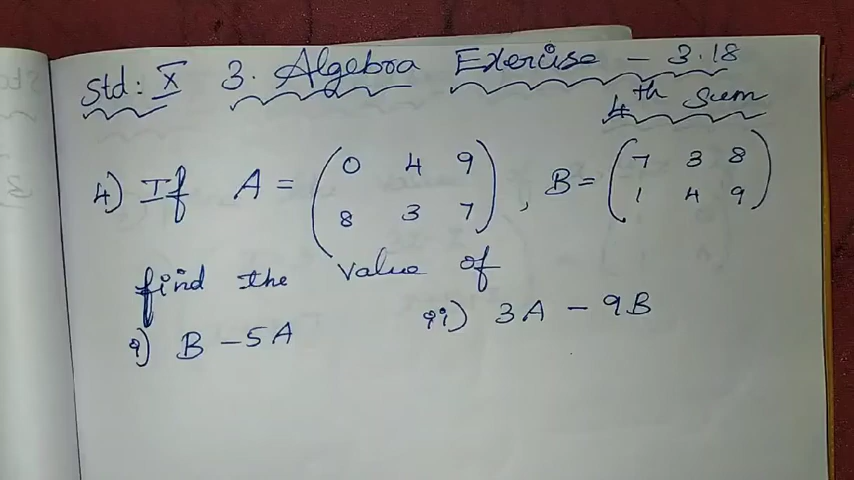 Std: X 3. Algebra Exercise - 3.18
4th Sum
4) If A = ( 0 4 9 , B = ( 7 3 8
8 3 7 ) 1 4 9 )
find the value of
i) B - 5A ii) 3A - 9B